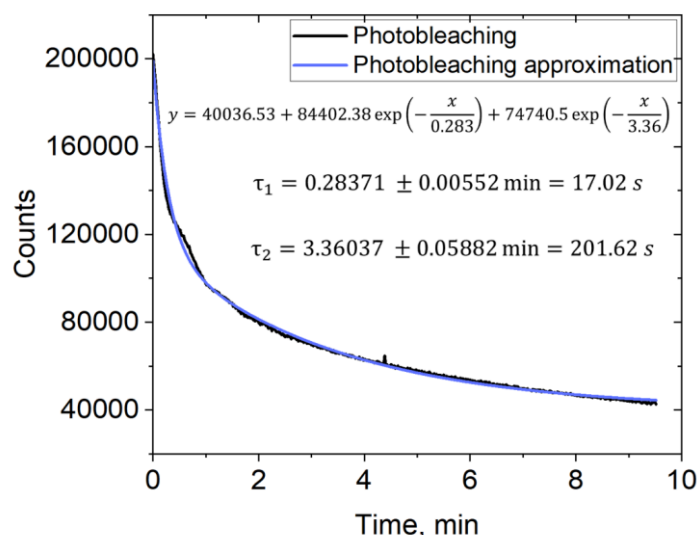 Photobleaching
Photobleaching approximation
y = 40036.53 + 84402.38 exp(−x/0.283) + 74740.5 exp(−x/3.36)
τ₁ = 0.28371 ± 0.00552 min = 17.02 s
τ₂ = 3.36037 ± 0.05882 min = 201.62 s
Counts
200000
160000
120000
80000
40000
0 2 4 6 8 10
Time, min